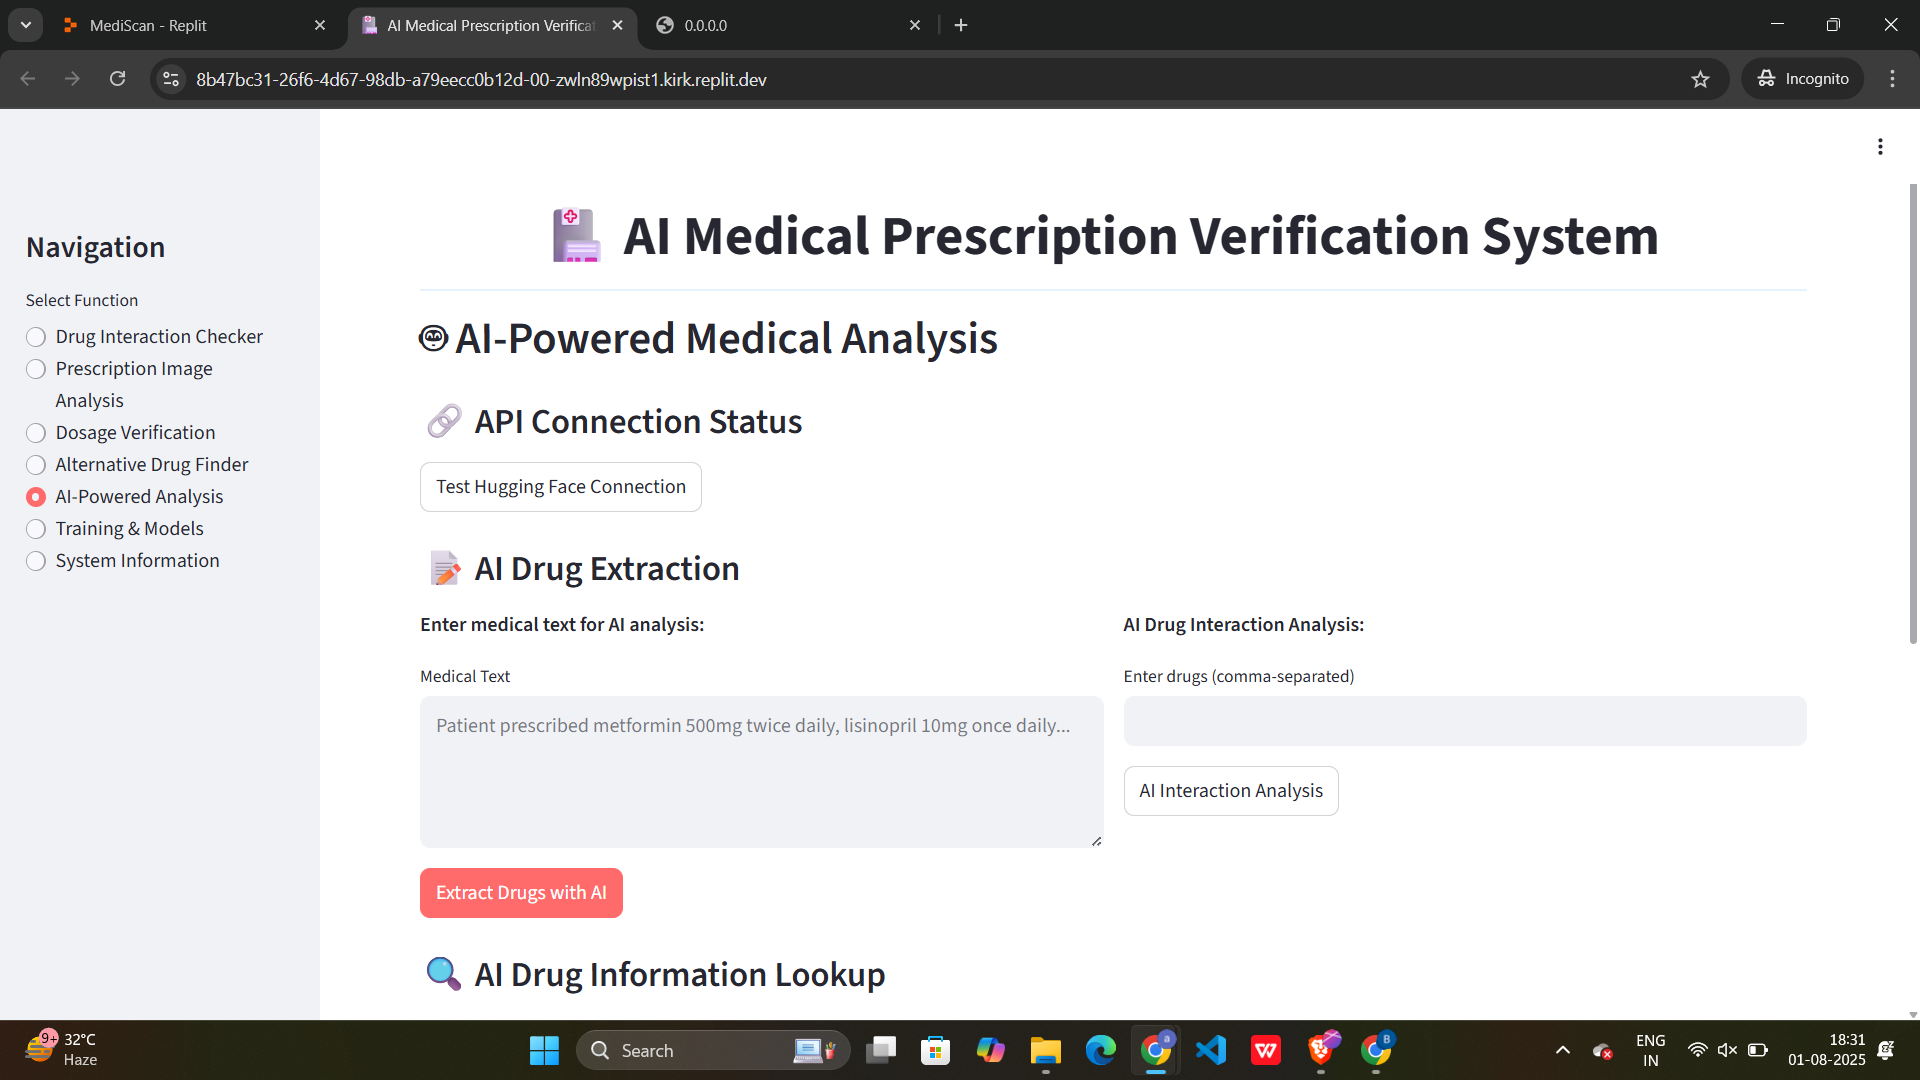 MediScan - Replit
AI Medical Prescription Verificat
0.0.0.0
8b47bc31-26f6-4d67-98db-a79eecc0b12d-00-zwln89wpist1.kirk.replit.dev
Incognito
Navigation
Select Function
Drug Interaction Checker
Prescription Image
Analysis
Dosage Verification
Alternative Drug Finder
AI-Powered Analysis
Training & Models
System Information
AI Medical Prescription Verification System
AI-Powered Medical Analysis
API Connection Status
Test Hugging Face Connection
AI Drug Extraction
Enter medical text for AI analysis:
Medical Text
Patient prescribed metformin 500mg twice daily, lisinopril 10mg once daily...
Extract Drugs with AI
AI Drug Interaction Analysis:
Enter drugs (comma-separated)
AI Interaction Analysis
AI Drug Information Lookup
9+
32°C
Haze
Search
a
W
B
ENG
IN
18:31
01-08-2025